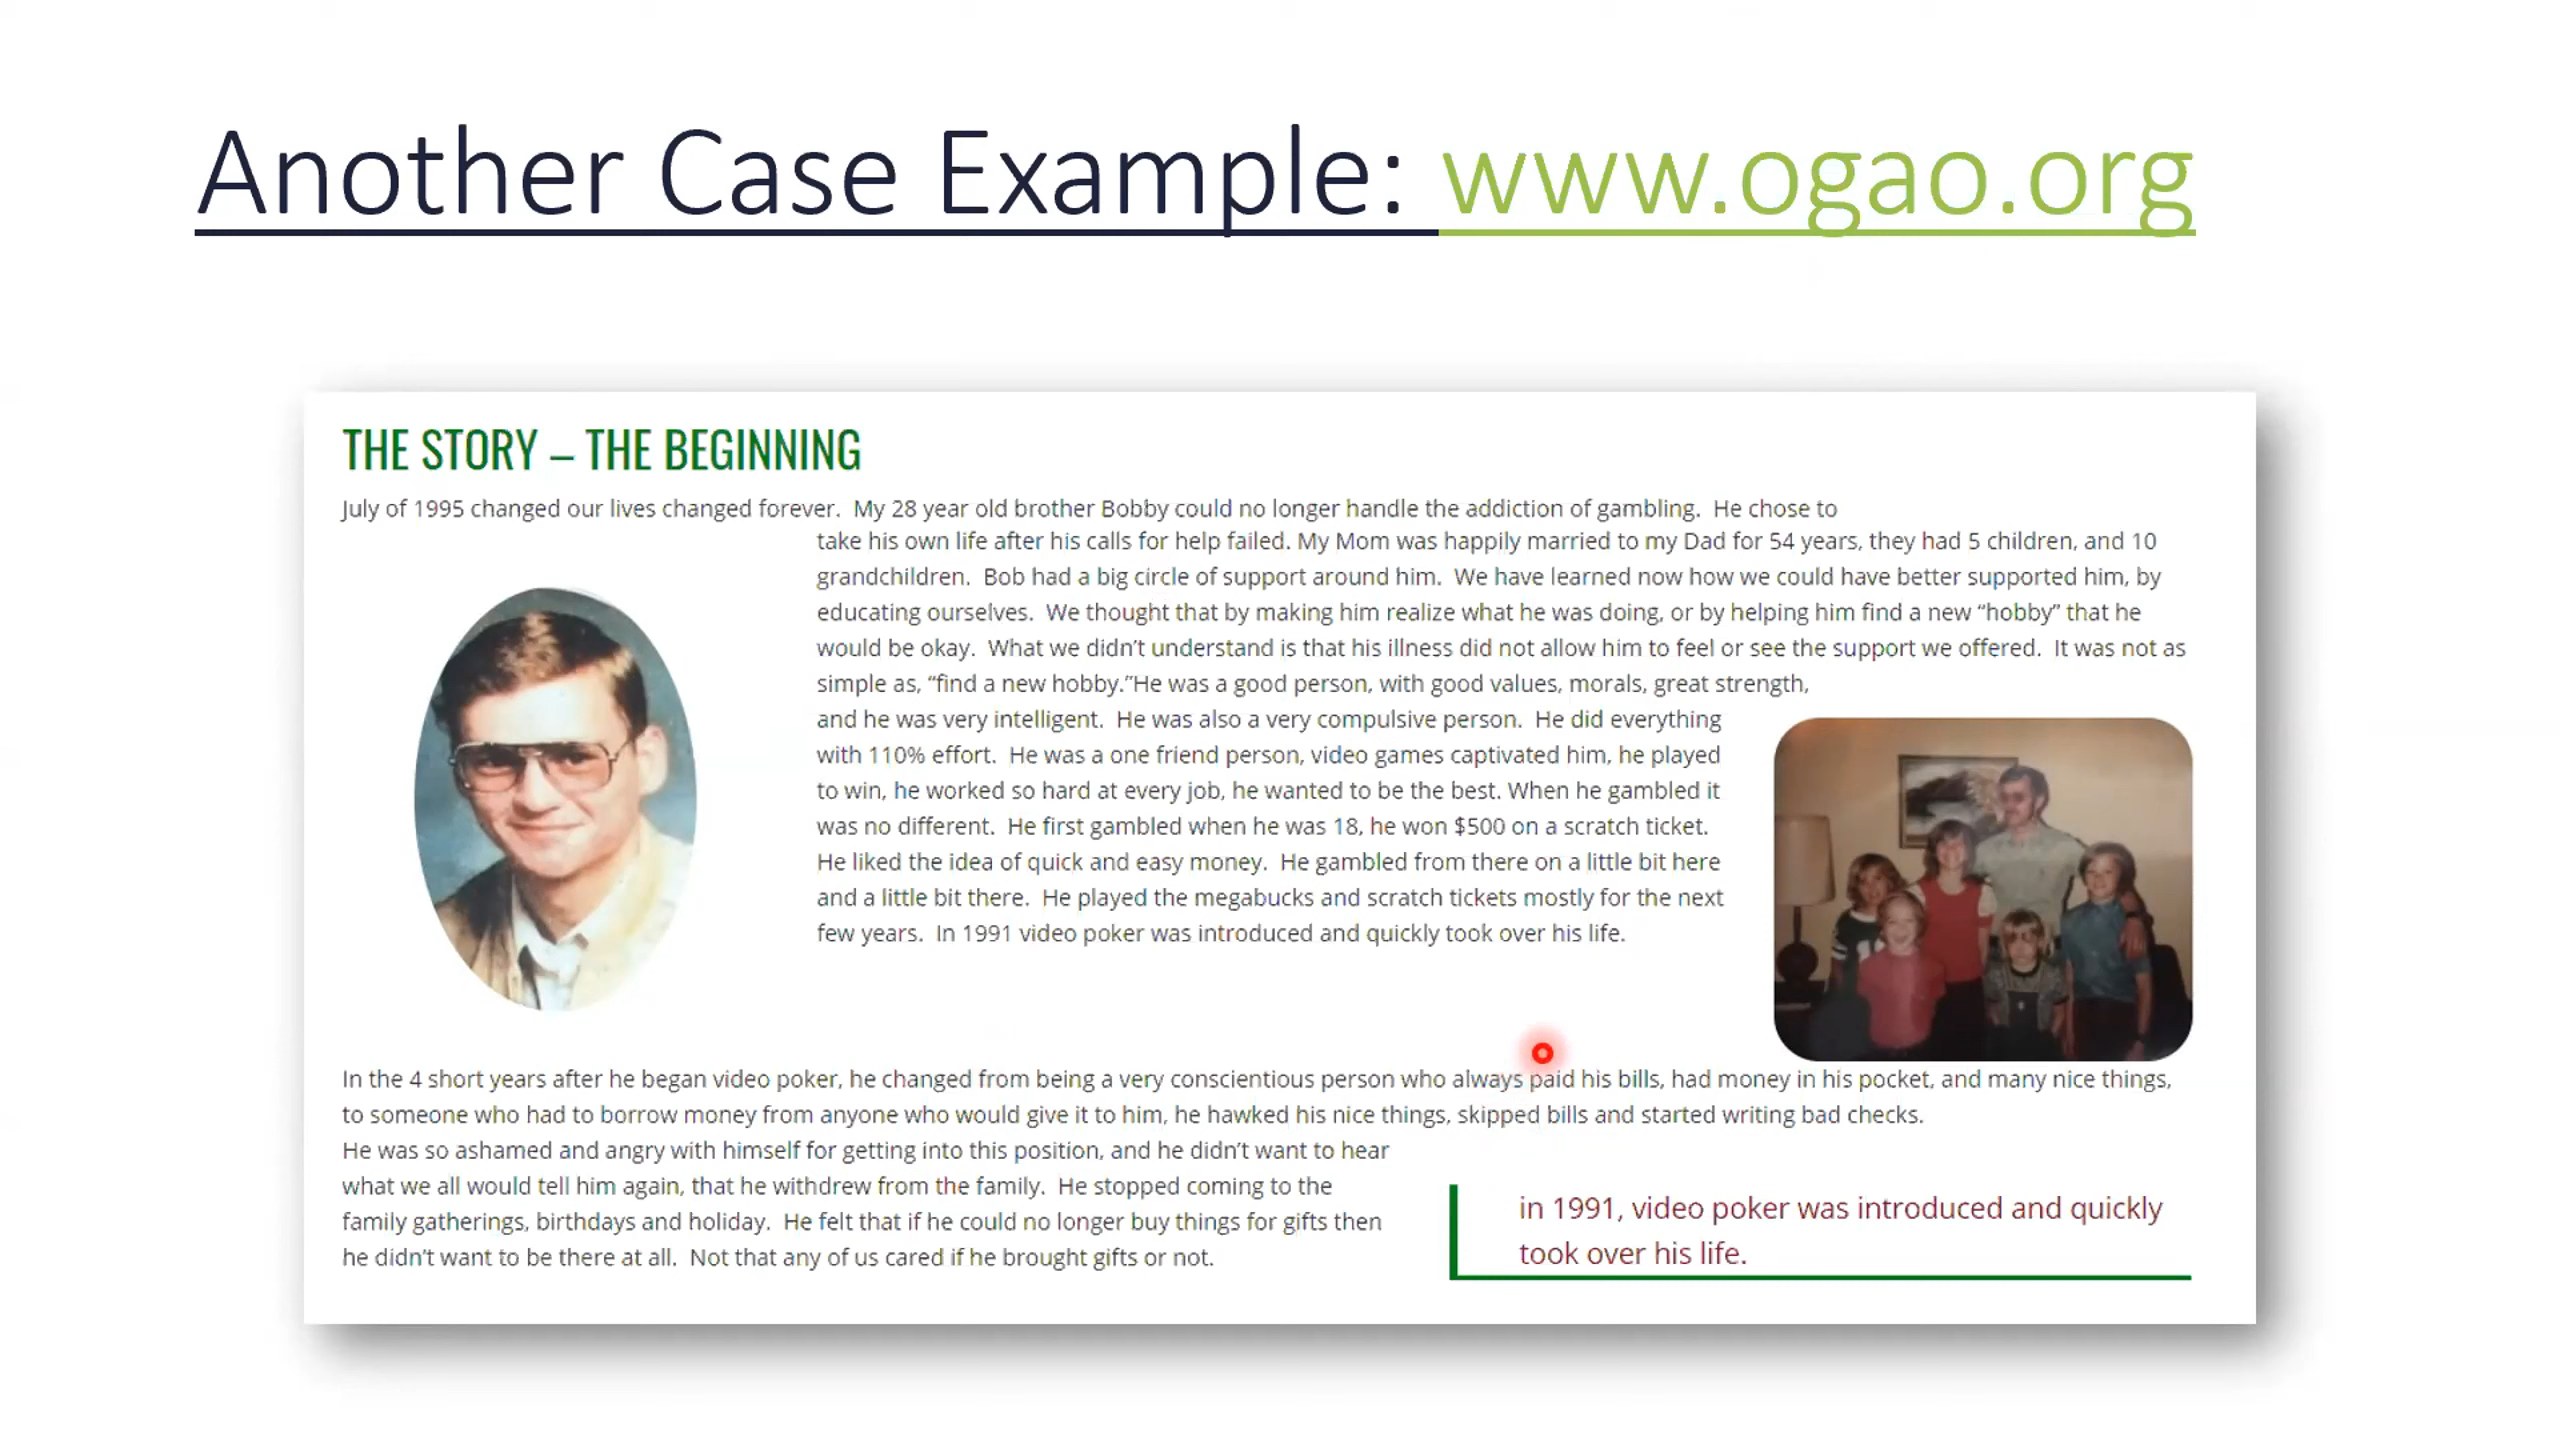 Another Case Example: www.ogao.org
THE STORY – THE BEGINNING
July of 1995 changed our lives changed forever.  My 28 year old brother Bobby could no longer handle the addiction of gambling.  He chose to
take his own life after his calls for help failed. My Mom was happily married to my Dad for 54 years, they had 5 children, and 10
grandchildren.  Bob had a big circle of support around him.  We have learned now how we could have better supported him, by
educating ourselves.  We thought that by making him realize what he was doing, or by helping him find a new “hobby” that he
would be okay.  What we didn’t understand is that his illness did not allow him to feel or see the support we offered.  It was not as
simple as, “find a new hobby.”He was a good person, with good values, morals, great strength,
and he was very intelligent.  He was also a very compulsive person.  He did everything
with 110% effort.  He was a one friend person, video games captivated him, he played
to win, he worked so hard at every job, he wanted to be the best. When he gambled it
was no different.  He first gambled when he was 18, he won $500 on a scratch ticket.
He liked the idea of quick and easy money.  He gambled from there on a little bit here
and a little bit there.  He played the megabucks and scratch tickets mostly for the next
few years.  In 1991 video poker was introduced and quickly took over his life.
In the 4 short years after he began video poker, he changed from being a very conscientious person who always paid his bills, had money in his pocket, and many nice things,
to someone who had to borrow money from anyone who would give it to him, he hawked his nice things, skipped bills and started writing bad checks.
He was so ashamed and angry with himself for getting into this position, and he didn’t want to hear
what we all would tell him again, that he withdrew from the family.  He stopped coming to the
family gatherings, birthdays and holiday.  He felt that if he could no longer buy things for gifts then
he didn’t want to be there at all.  Not that any of us cared if he brought gifts or not.
in 1991, video poker was introduced and quickly
took over his life.